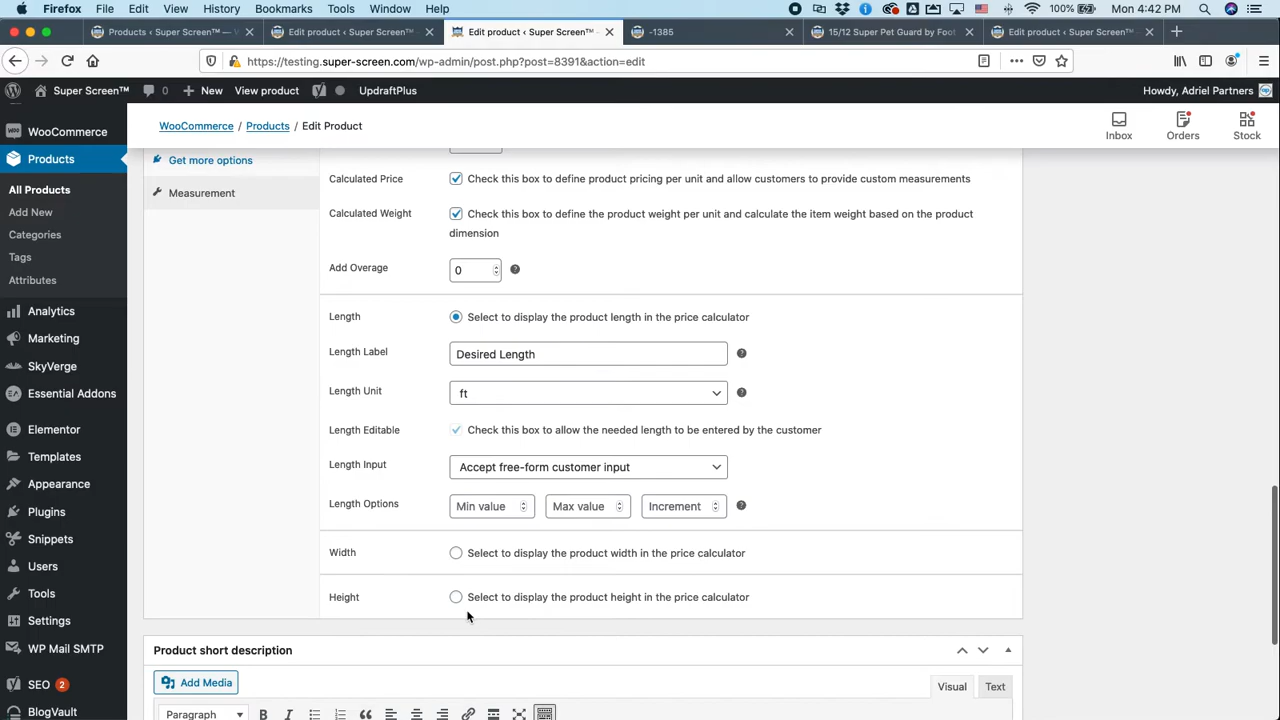 Firefox File Edit View History Bookmarks Tools Window Help 100% Mon 4:42 PM
Products ‹ Super Screen™ — Edit product ‹ Super Screen™ Edit product ‹ Super Screen™ -1385 15/12 Super Pet Guard by Foot Edit product ‹ Super Screen™
https://testing.super-screen.com/wp-admin/post.php?post=8391&action=edit
Super Screen™ 0 New View product UpdraftPlus Howdy, Adriel Partners
WooCommerce
Products
All Products
Add New
Categories
Tags
Attributes
Analytics
Marketing
SkyVerge
Essential Addons
Elementor
Templates
Appearance
Plugins
Snippets
Users
Tools
Settings
WP Mail SMTP
SEO 2
BlogVault
WooCommerce / Products / Edit Product
Inbox Orders Stock
Get more options
Measurement
Calculated Price Check this box to define product pricing per unit and allow customers to provide custom measurements
Calculated Weight Check this box to define the product weight per unit and calculate the item weight based on the product
dimension
Add Overage 0
Length Select to display the product length in the price calculator
Length Label Desired Length
Length Unit ft
Length Editable Check this box to allow the needed length to be entered by the customer
Length Input Accept free-form customer input
Length Options Min value Max value Increment
Width Select to display the product width in the price calculator
Height Select to display the product height in the price calculator
Product short description
Add Media Visual Text
Paragraph B I